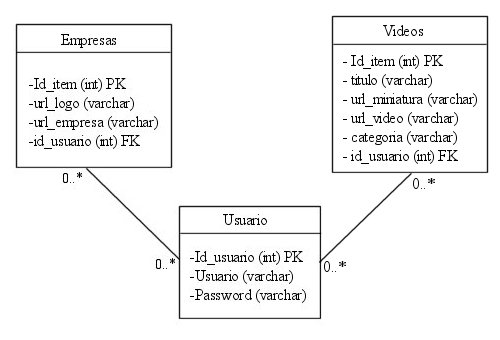 Empresas
-Id_item (int) PK
-url_logo (varchar)
-url_empresa (varchar)
-id_usuario (int) FK
0..*
Videos
- Id_item (int) PK
- titulo (varchar)
- url_miniatura (varchar)
- url_video (varchar)
- categoria (varchar)
- id_usuario (int) FK
0..*
Usuario
-Id_usuario (int) PK
-Usuario (varchar)
-Password (varchar)
0..*
0..*